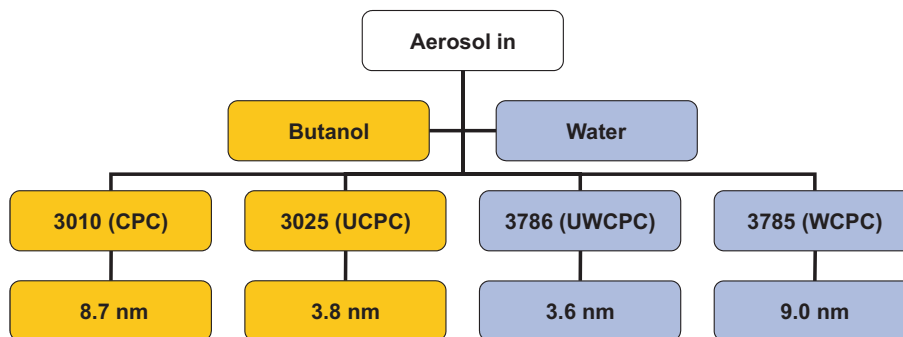 Aerosol in
Butanol
Water
3010 (CPC)
3025 (UCPC)
3786 (UWCPC)
3785 (WCPC)
8.7 nm
3.8 nm
3.6 nm
9.0 nm